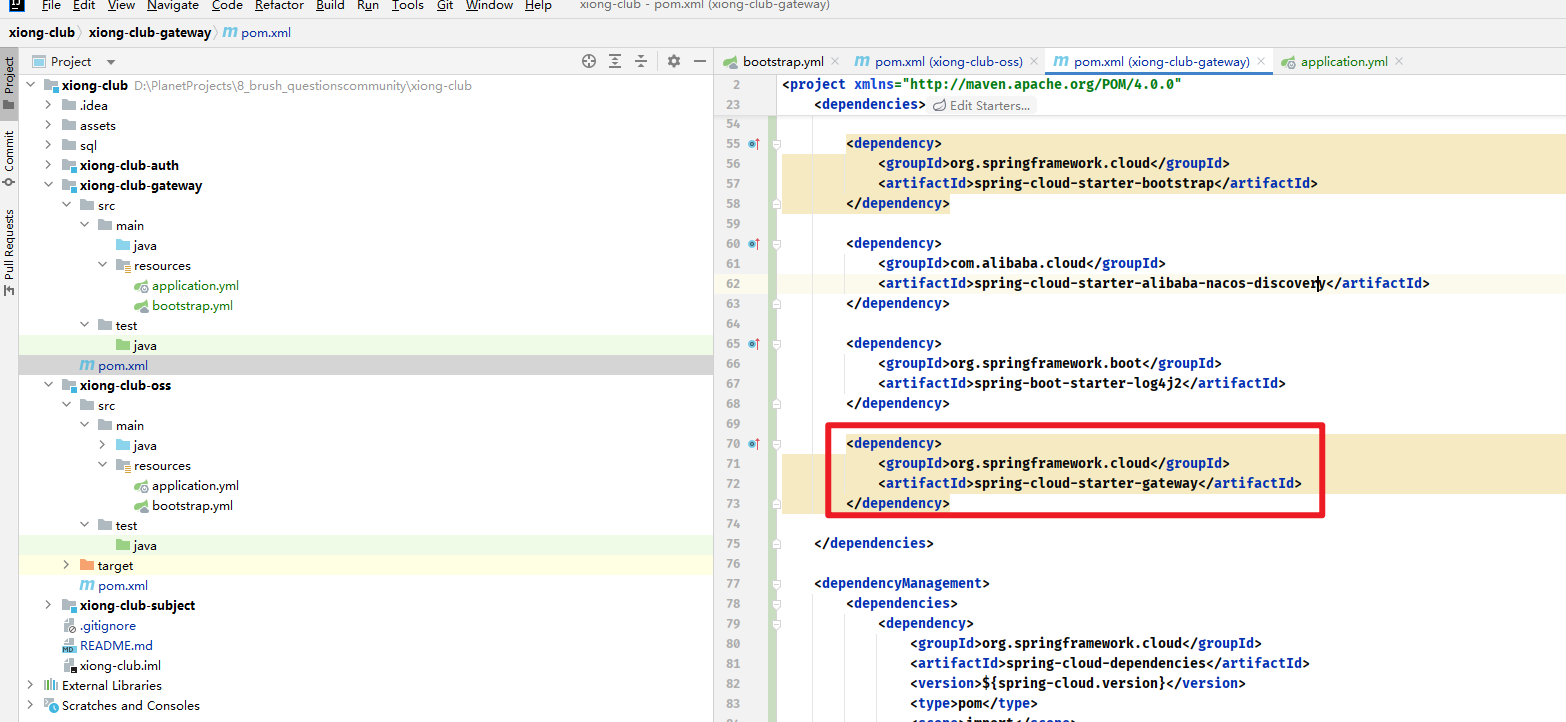 File Edit View Navigate Code Refactor Build Run Tools Git Window Help xiong-club - pom.xml (xiong-club-gateway)
xiong-club xiong-club-gateway pom.xml
Project
bootstrap.yml
pom.xml (xiong-club-oss)
pom.xml (xiong-club-gateway)
application.yml
Project
Commit
Pull Requests
xiong-club D:\PlanetProjects\8_brush_questionscommunity\xiong-club
.idea
assets
sql
xiong-club-auth
xiong-club-gateway
src
main
java
resources
application.yml
bootstrap.yml
test
java
pom.xml
xiong-club-oss
src
main
java
resources
application.yml
bootstrap.yml
test
java
target
pom.xml
xiong-club-subject
.gitignore
README.md
xiong-club.iml
External Libraries
Scratches and Consoles
2 <project xmlns="http://maven.apache.org/POM/4.0.0"
23 <dependencies> Edit Starters...
54
55 <dependency>
56 <groupId>org.springframework.cloud</groupId>
57 <artifactId>spring-cloud-starter-bootstrap</artifactId>
58 </dependency>
59
60 <dependency>
61 <groupId>com.alibaba.cloud</groupId>
62 <artifactId>spring-cloud-starter-alibaba-nacos-discovery</artifactId>
63 </dependency>
64
65 <dependency>
66 <groupId>org.springframework.boot</groupId>
67 <artifactId>spring-boot-starter-log4j2</artifactId>
68 </dependency>
69
70 <dependency>
71 <groupId>org.springframework.cloud</groupId>
72 <artifactId>spring-cloud-starter-gateway</artifactId>
73 </dependency>
74
75 </dependencies>
76
77 <dependencyManagement>
78 <dependencies>
79 <dependency>
80 <groupId>org.springframework.cloud</groupId>
81 <artifactId>spring-cloud-dependencies</artifactId>
82 <version>${spring-cloud.version}</version>
83 <type>pom</type>
<scope>import</scope>